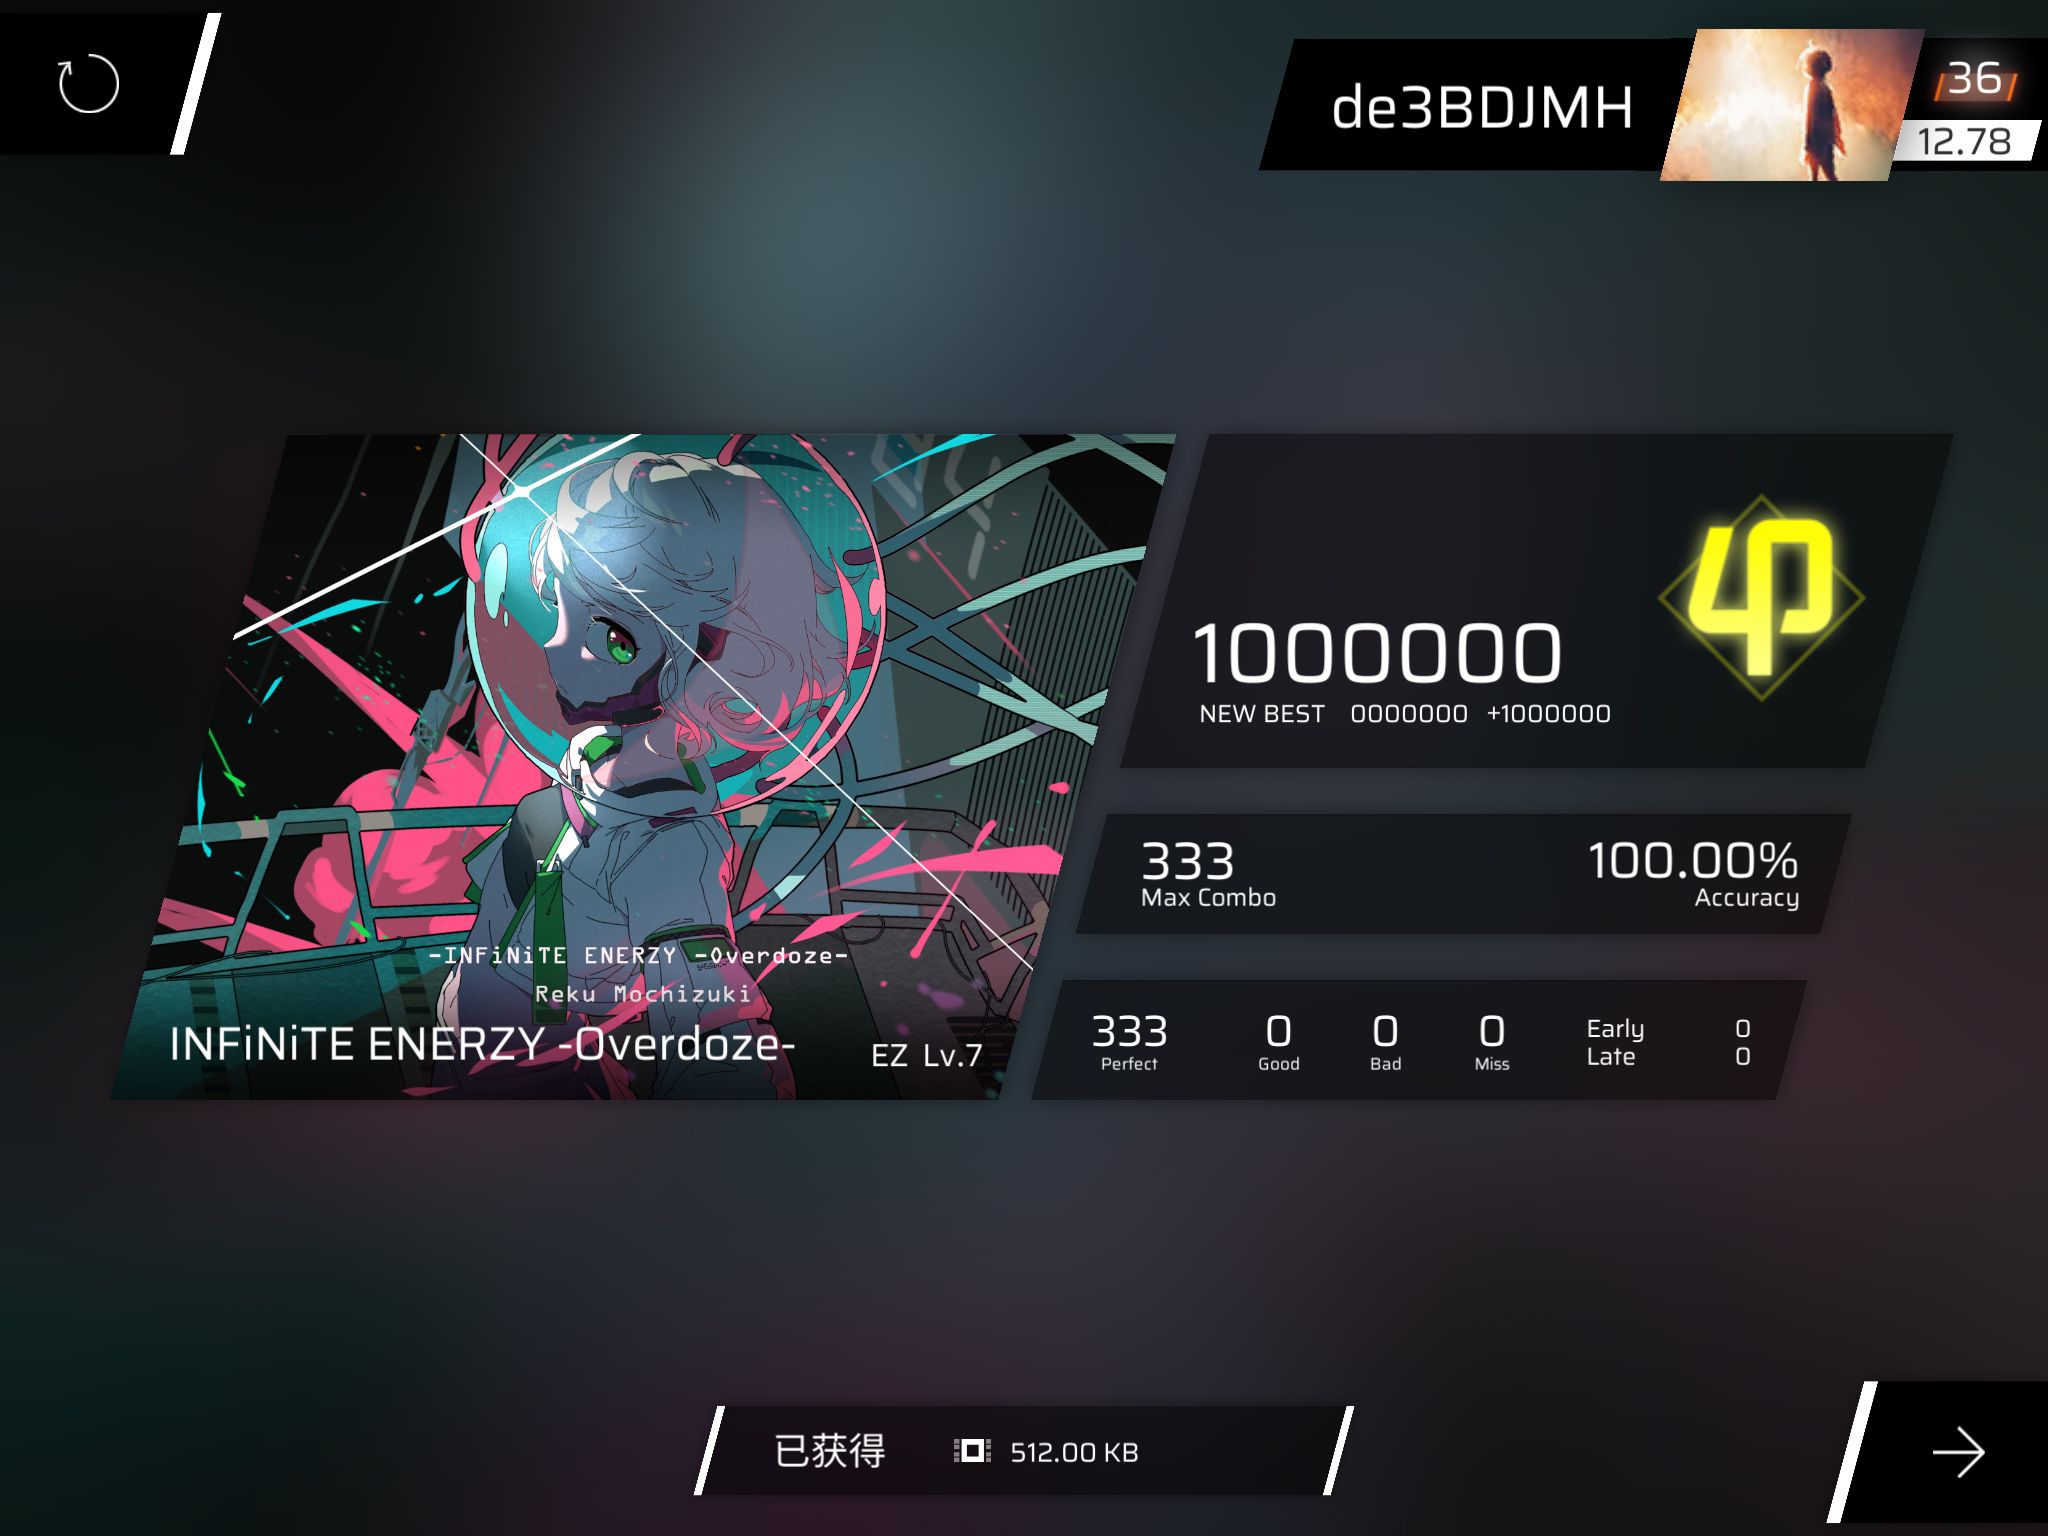 de3BDJMH
36
12.78
-INFiNiTE ENERZY -Overdoze-
Reku Mochizuki
INFiNiTE ENERZY -Overdoze-
EZ Lv.7
φ
1000000
NEW BEST 0000000 +1000000
333
Max Combo
100.00%
Accuracy
333
Perfect
0
Good
0
Bad
0
Miss
Early 0
Late 0
已获得 512.00 KB